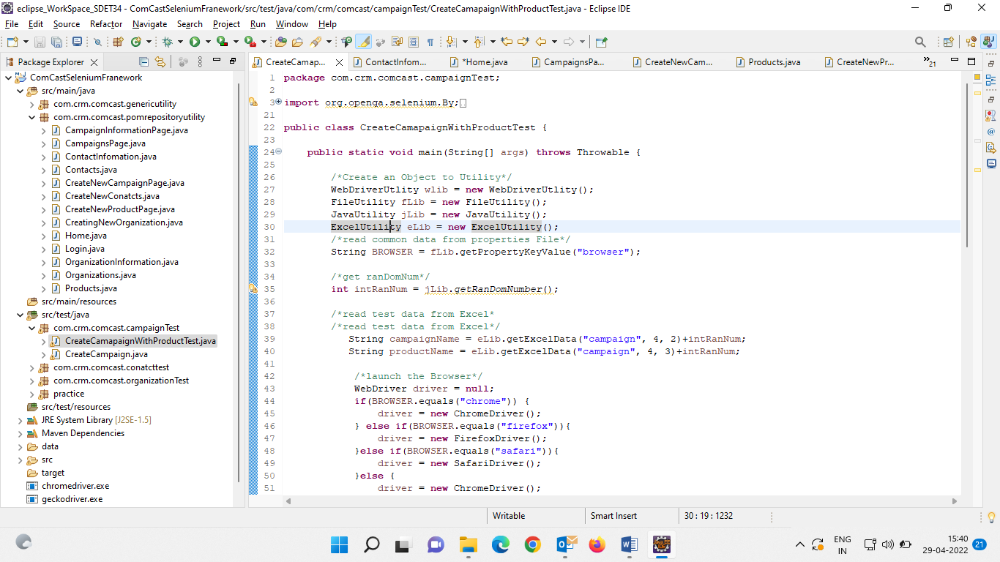 eclipse_WorkSpace_SDET34 - ComCastSeleniumFranework/src/test/java/com/crm/comcast/campaignTest/CreateCamapaignWithProductTest.java - Eclipse IDE
File Edit Source Refactor Navigate Search Project Run Window Help
Package Explorer
ComCastSeleniumFranework
src/main/java
com.crm.comcast.genericutility
com.crm.comcast.pomrepositoryutility
CampaignInformationPage.java
CampaignsPage.java
ContactInfomation.java
Contacts.java
CreateNewCampaignPage.java
CreateNewConatcts.java
CreateNewProductPage.java
CreatingNewOrganization.java
Home.java
Login.java
OrganizationInformation.java
Organizations.java
Products.java
src/main/resources
src/test/java
com.crm.comcast.campaignTest
CreateCamapaignWithProductTest.java
CreateCampaign.java
com.crm.comcast.conatcttest
com.crm.comcast.organizationTest
practice
src/test/resources
JRE System Library [J2SE-1.5]
Maven Dependencies
data
src
target
chromedriver.exe
geckodriver.exe
CreateCamap... ContactInfom... *Home.java CampaignsPa... CreateNewCam... Products.java CreateNewPr... »21
1 package com.crm.comcast.campaignTest;
2
3 import org.openqa.selenium.By;
21
22 public class CreateCamapaignWithProductTest {
23
24 public static void main(String[] args) throws Throwable {
25
26 /*Create an Object to Utility*/
27 WebDriverUtlity wlib = new WebDriverUtlity();
28 FileUtility fLib = new FileUtility();
29 JavaUtility jLib = new JavaUtility();
30 ExcelUtility eLib = new ExcelUtility();
31 /*read common data from properties File*/
32 String BROWSER = fLib.getPropertyKeyValue("browser");
33
34 /*get ranDomNum*/
35 int intRanNum = jLib.getRanDomNumber();
36
37 /*read test data from Excel*
38 /*read test data from Excel*/
39 String campaignName = eLib.getExcelData("campaign", 4, 2)+intRanNum;
40 String productName = eLib.getExcelData("campaign", 4, 3)+intRanNum;
41
42 /*launch the Browser*/
43 WebDriver driver = null;
44 if(BROWSER.equals("chrome")) {
45 driver = new ChromeDriver();
46 } else if(BROWSER.equals("firefox")){
47 driver = new FirefoxDriver();
48 }else if(BROWSER.equals("safari")){
49 driver = new SafariDriver();
50 }else {
51 driver = new ChromeDriver();
Writable Smart Insert 30 : 19 : 1232
ENG
IN
15:40
29-04-2022
21